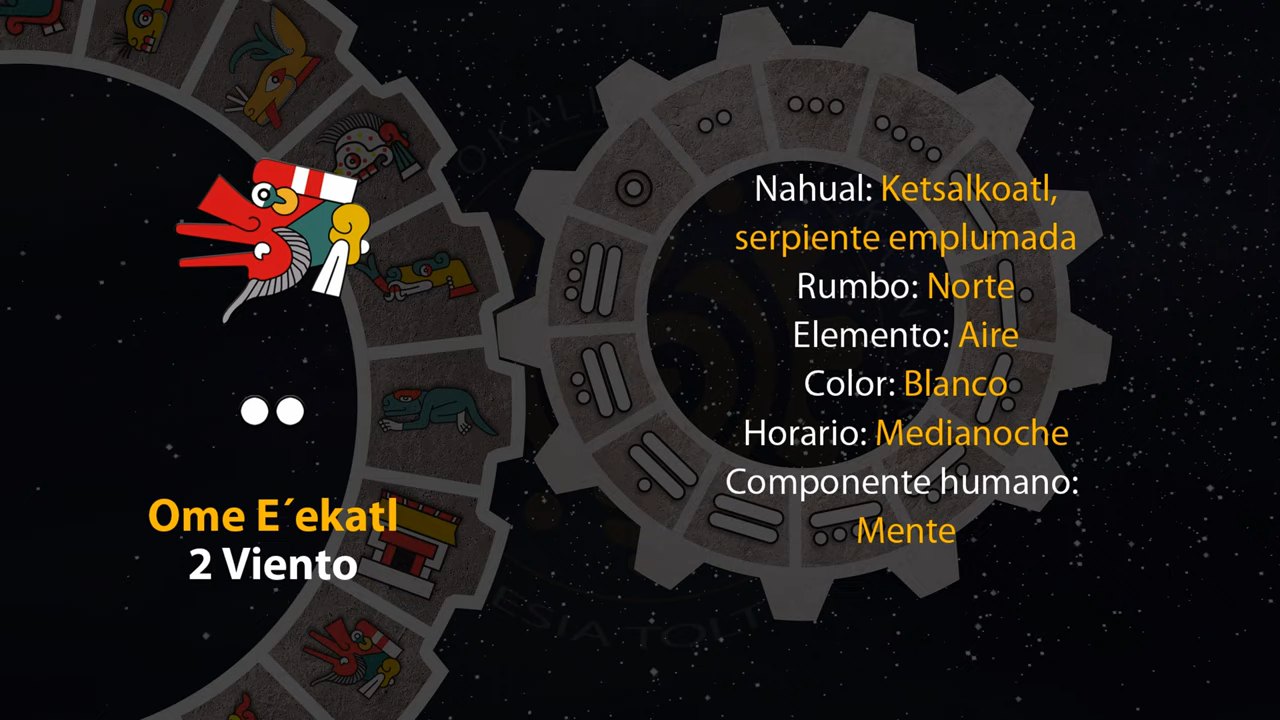 Ome E´ekatl
2 Viento
Nahual: Ketsalkoatl,
serpiente emplumada
Rumbo: Norte
Elemento: Aire
Color: Blanco
Horario: Medianoche
Componente humano:
Mente